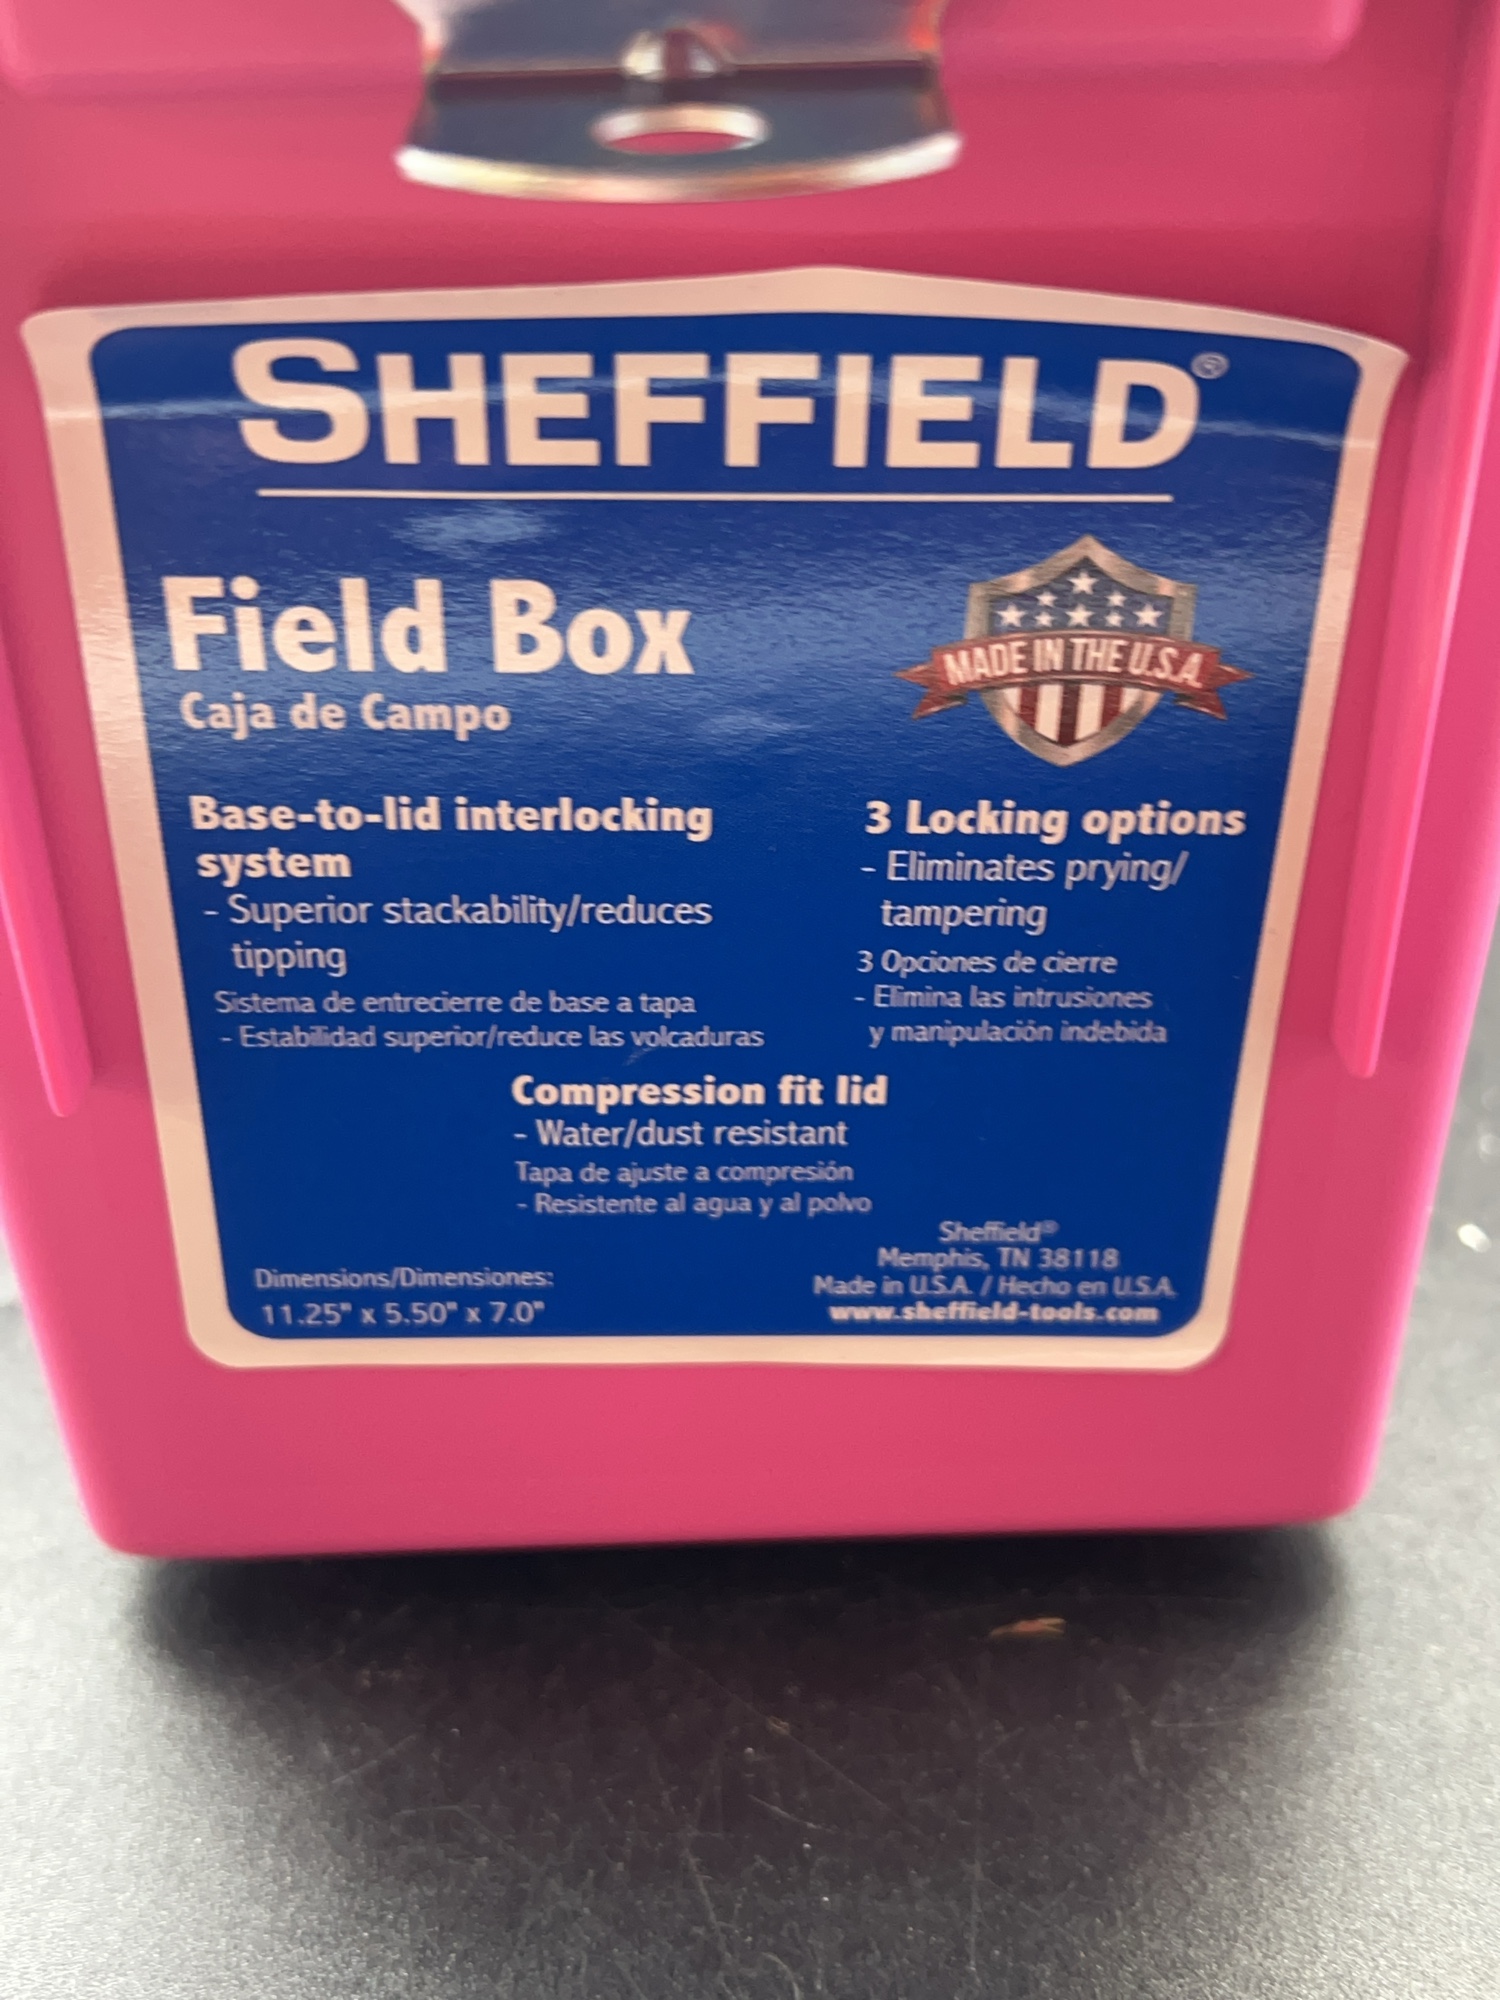 SHEFFIELD®
Field Box
Caja de Campo
MADE IN THE U.S.A.
Base-to-lid interlocking
system
- Superior stackability/reduces
tipping
Sistema de entrecierre de base a tapa
- Estabilidad superior/reduce las volcaduras
3 Locking options
- Eliminates prying/
tampering
3 Opciones de cierre
- Elimina las intrusiones
y manipulación indebida
Compression fit lid
- Water/dust resistant
Tapa de ajuste a compresión
- Resistente al agua y al polvo
Dimensions/Dimensiones:
11.25" x 5.50" x 7.0"
Sheffield®
Memphis, TN 38118
Made in U.S.A. / Hecho en U.S.A.
www.sheffield-tools.com